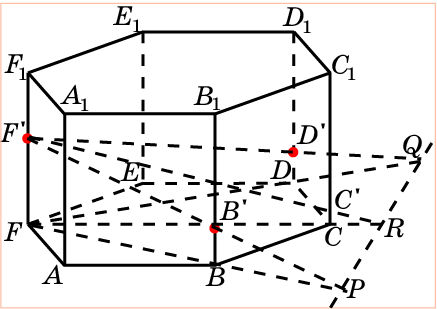 E₁ D₁
F₁ C₁
A₁ B₁
F' D' Q
E D
B' C'
F C R
A B P